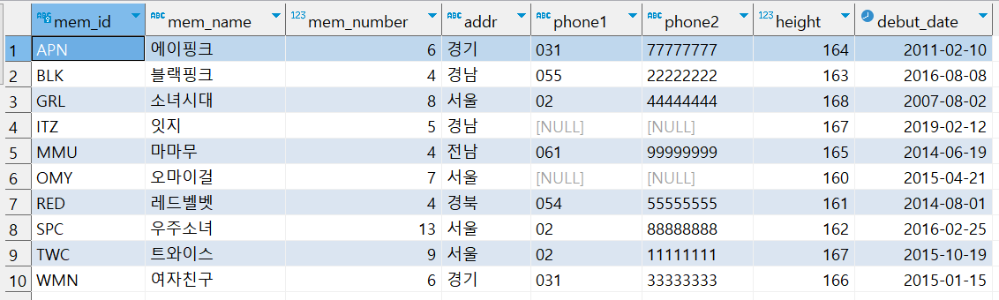 ABC mem_id ABC mem_name 123 mem_number ABC addr ABC phone1 ABC phone2 123 height debut_date
1 APN 에이핑크 6 경기 031 77777777 164 2011-02-10
2 BLK 블랙핑크 4 경남 055 22222222 163 2016-08-08
3 GRL 소녀시대 8 서울 02 44444444 168 2007-08-02
4 ITZ 잇지 5 경남 [NULL] [NULL] 167 2019-02-12
5 MMU 마마무 4 전남 061 99999999 165 2014-06-19
6 OMY 오마이걸 7 서울 [NULL] [NULL] 160 2015-04-21
7 RED 레드벨벳 4 경북 054 55555555 161 2014-08-01
8 SPC 우주소녀 13 서울 02 88888888 162 2016-02-25
9 TWC 트와이스 9 서울 02 11111111 167 2015-10-19
10 WMN 여자친구 6 경기 031 33333333 166 2015-01-15